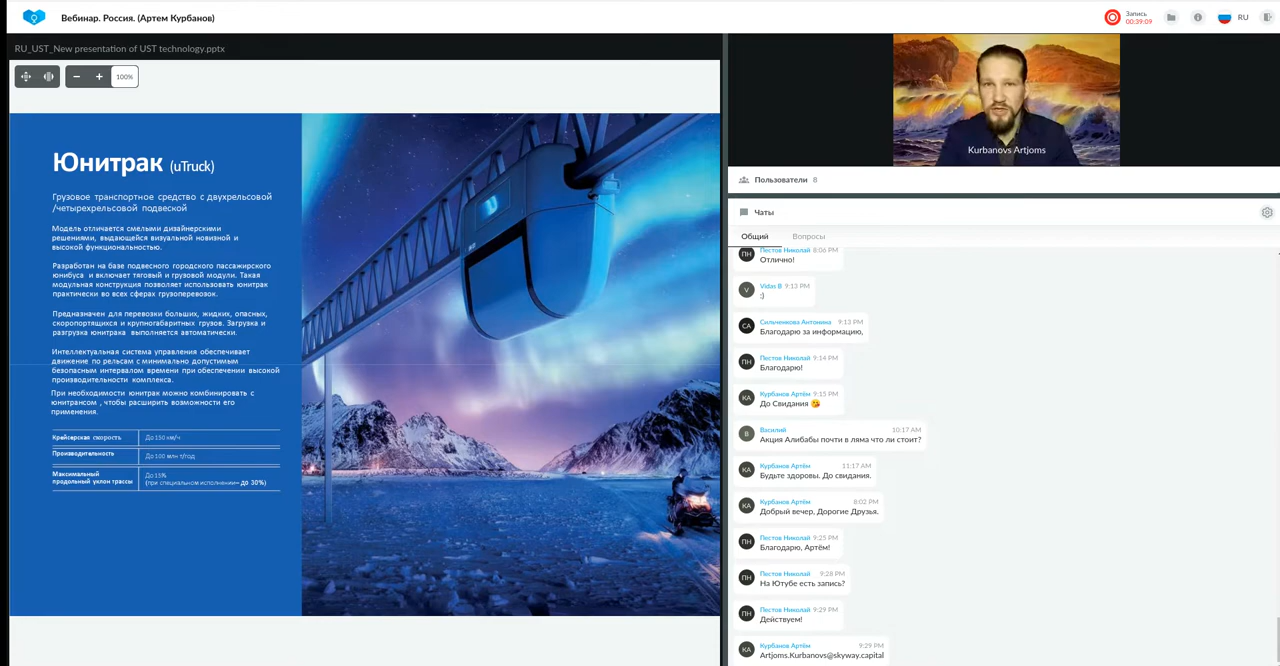 Вебинар. Россия. (Артем Курбанов)
Запись
00:39:09
RU
RU_UST_New presentation of UST technology.pptx
100%
Юнитрак (uTruck)
Грузовое транспортное средство с двухрельсовой
/четырехрельсовой подвеской
Модель отличается смелыми дизайнерскими
решениями, выдающейся визуальной новизной и
высокой функциональностью.
Разработан на базе подвесного городского пассажирского
юнибуса и включает тяговый и грузовой модули. Такая
модульная конструкция позволяет использовать юнитрак
практически во всех сферах грузоперевозок.
Предназначен для перевозки больших, жидких, опасных,
скоропортящихся и крупногабаритных грузов. Загрузка и
разгрузка юнитрака выполняется автоматически.
Интеллектуальная система управления обеспечивает
движение по рельсам с минимально допустимым
безопасным интервалом времени при обеспечении высокой
производительности комплекса.
При необходимости юнитрак можно комбинировать с
юнитрансом , чтобы расширить возможности его
применения.
Крейсерская скорость До 150 км/ч
Производительность До 100 млн т/год
Максимальный
продольный уклон трассы
До 15%
(при специальном исполнении– до 30%)
Kurbanovs Artjoms
Пользователи 8
Чаты
Общий Вопросы
ПН Пестов Николай 8:06 PM
Отлично!
V Vidas B 9:13 PM
:)
СА Сильченкова Антонина 9:13 PM
Благодарю за информацию,
ПН Пестов Николай 9:14 PM
Благодарю!
КА Курбанов Артём 9:15 PM
До Свидания 😘
В Василий 10:17 AM
Акция Алибабы почти в ляма что ли стоит?
КА Курбанов Артём 11:17 AM
Будьте здоровы. До свидания.
КА Курбанов Артём 8:02 PM
Добрый вечер, Дорогие Друзья.
ПН Пестов Николай 9:25 PM
Благодарю, Артём!
ПН Пестов Николай 9:28 PM
На Ютубе есть запись?
ПН Пестов Николай 9:29 PM
Действуем!
КА Курбанов Артём 9:29 PM
Artjoms.Kurbanovs@skyway.capital